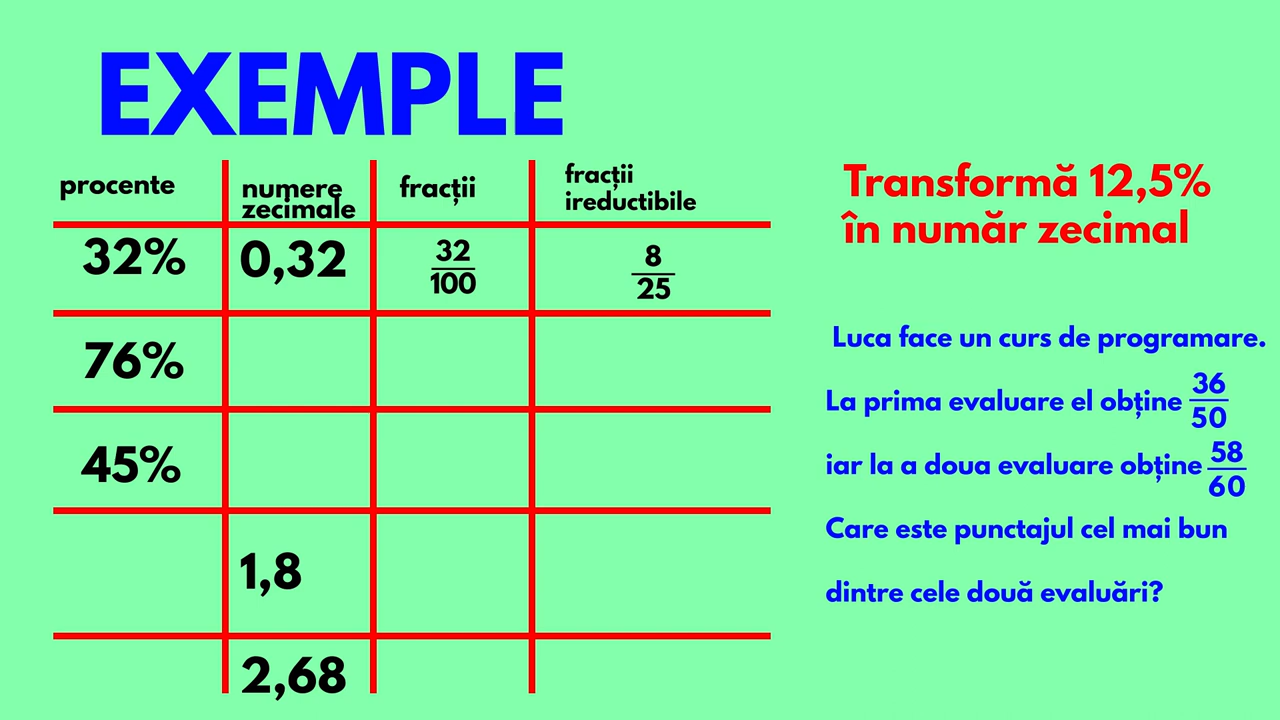 EXEMPLE
procente
numere
zecimale
fracții
fracții
ireductibile
32%
0,32
32
100
8
25
76%
45%
1,8
2,68
Transformă 12,5%
în număr zecimal
Luca face un curs de programare.
La prima evaluare el obține 36/50
iar la a doua evaluare obține 58/60
Care este punctajul cel mai bun
dintre cele două evaluări?